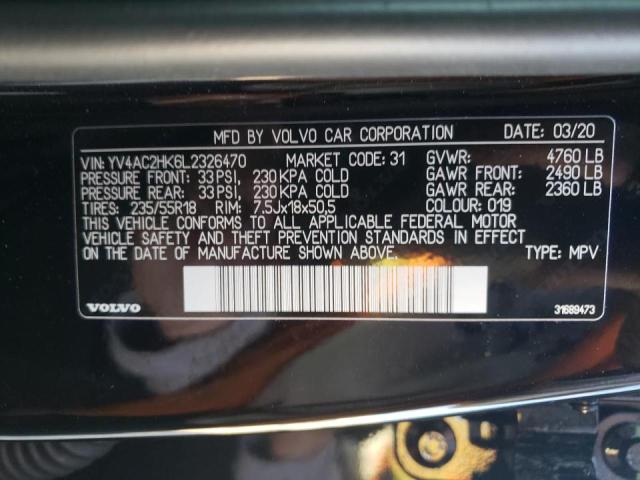 MFD BY VOLVO CAR CORPORATION DATE: 03/20
VIN: YV4AC2HK6L2326470 MARKET CODE: 31 GVWR: 4760 LB
PRESSURE FRONT: 33 PSI, 230 KPA COLD GAWR FRONT: 2490 LB
PRESSURE REAR: 33 PSI, 230 KPA COLD GAWR REAR: 2360 LB
TIRES: 235/55R18 RIM: 7.5Jx18x50.5 COLOUR: 019
THIS VEHICLE CONFORMS TO ALL APPLICABLE FEDERAL MOTOR
VEHICLE SAFETY AND THEFT PREVENTION STANDARDS IN EFFECT
ON THE DATE OF MANUFACTURE SHOWN ABOVE. TYPE: MPV
VOLVO 31689473